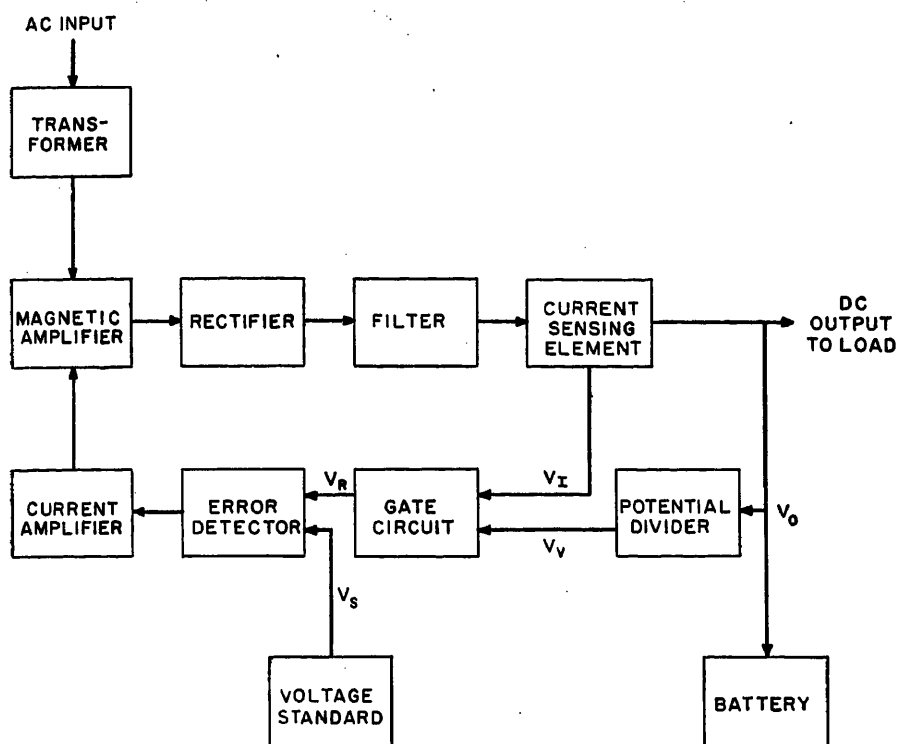 AC INPUT
TRANS-
FORMER
MAGNETIC
AMPLIFIER
RECTIFIER
FILTER
CURRENT
SENSING
ELEMENT
DC
OUTPUT
TO LOAD
CURRENT
AMPLIFIER
ERROR
DETECTOR
V_R
GATE
CIRCUIT
V_I
V_V
POTENTIAL
DIVIDER
V_O
V_S
VOLTAGE
STANDARD
BATTERY